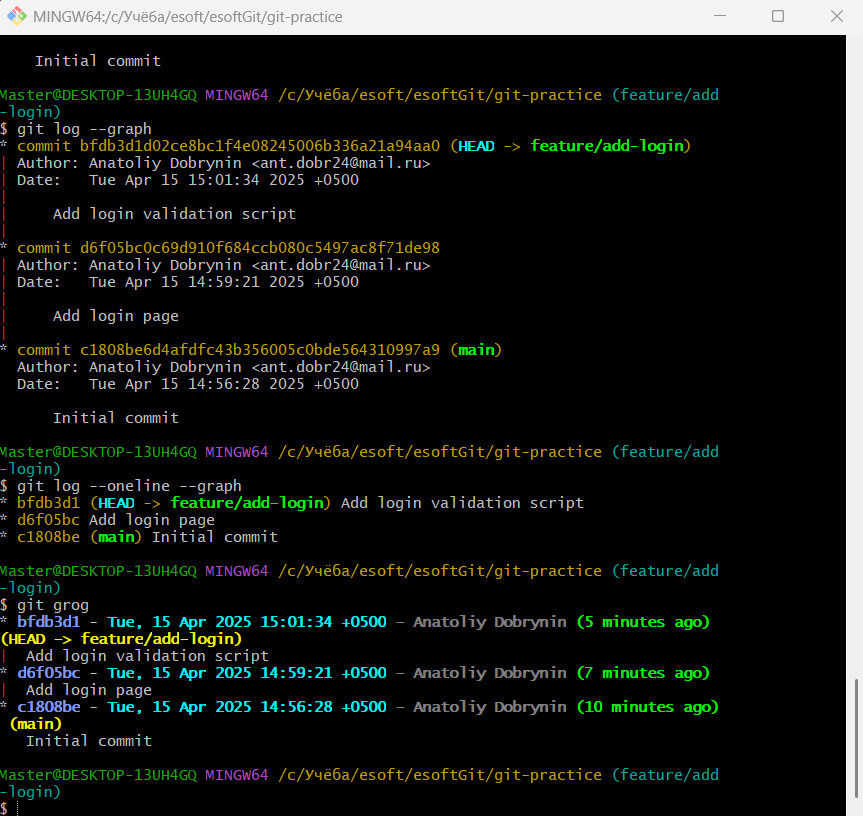 MINGW64:/c/Учёба/esoft/esoftGit/git-practice
Initial commit
Master@DESKTOP-13UH4GQ MINGW64 /c/Учёба/esoft/esoftGit/git-practice (feature/add
-login)
$ git log --graph
* commit bfdb3d1d02ce8bc1f4e08245006b336a21a94aa0 (HEAD -> feature/add-login)
| Author: Anatoliy Dobrynin <ant.dobr24@mail.ru>
| Date:   Tue Apr 15 15:01:34 2025 +0500
|
|     Add login validation script
|
* commit d6f05bc0c69d910f684ccb080c5497ac8f71de98
| Author: Anatoliy Dobrynin <ant.dobr24@mail.ru>
| Date:   Tue Apr 15 14:59:21 2025 +0500
|
|     Add login page
|
* commit c1808be6d4afdfc43b356005c0bde564310997a9 (main)
Author: Anatoliy Dobrynin <ant.dobr24@mail.ru>
Date:   Tue Apr 15 14:56:28 2025 +0500
Initial commit
Master@DESKTOP-13UH4GQ MINGW64 /c/Учёба/esoft/esoftGit/git-practice (feature/add
-login)
$ git log --oneline --graph
* bfdb3d1 (HEAD -> feature/add-login) Add login validation script
* d6f05bc Add login page
* c1808be (main) Initial commit
Master@DESKTOP-13UH4GQ MINGW64 /c/Учёба/esoft/esoftGit/git-practice (feature/add
-login)
$ git grog
* bfdb3d1 - Tue, 15 Apr 2025 15:01:34 +0500 - Anatoliy Dobrynin (5 minutes ago)
(HEAD -> feature/add-login)
|  Add login validation script
* d6f05bc - Tue, 15 Apr 2025 14:59:21 +0500 - Anatoliy Dobrynin (7 minutes ago)
|  Add login page
* c1808be - Tue, 15 Apr 2025 14:56:28 +0500 - Anatoliy Dobrynin (10 minutes ago)
(main)
Initial commit
Master@DESKTOP-13UH4GQ MINGW64 /c/Учёба/esoft/esoftGit/git-practice (feature/add
-login)
$